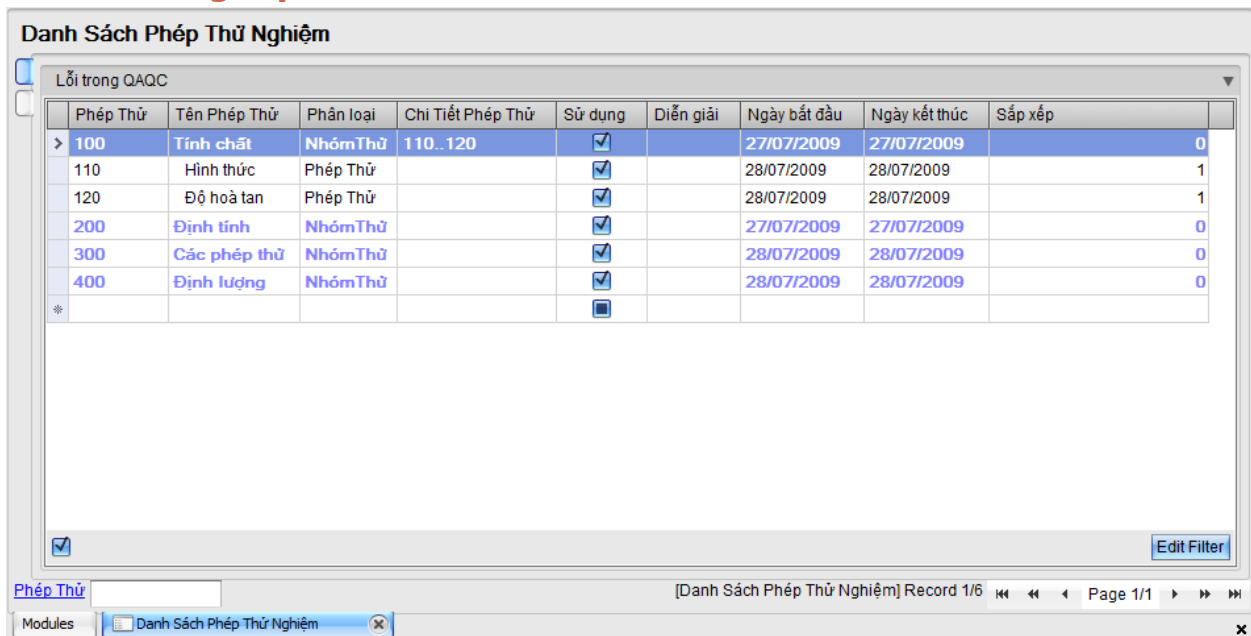 Danh Sách Phép Thử Nghiệm
Lỗi trong QAQC
Phép Thử Tên Phép Thử Phân loại Chi Tiết Phép Thử Sử dụng Diễn giải Ngày bắt đầu Ngày kết thúc Sắp xếp
100 Tính chất NhómThử 110..120 27/07/2009 27/07/2009 0
110 Hình thức Phép Thử 28/07/2009 28/07/2009 1
120 Độ hoà tan Phép Thử 28/07/2009 28/07/2009 1
200 Định tính NhómThử 27/07/2009 27/07/2009 0
300 Các phép thử NhómThử 28/07/2009 28/07/2009 0
400 Định lượng NhómThử 28/07/2009 28/07/2009 0
Edit Filter
Phép Thử [Danh Sách Phép Thử Nghiệm] Record 1/6 Page 1/1
Modules Danh Sách Phép Thử Nghiệm